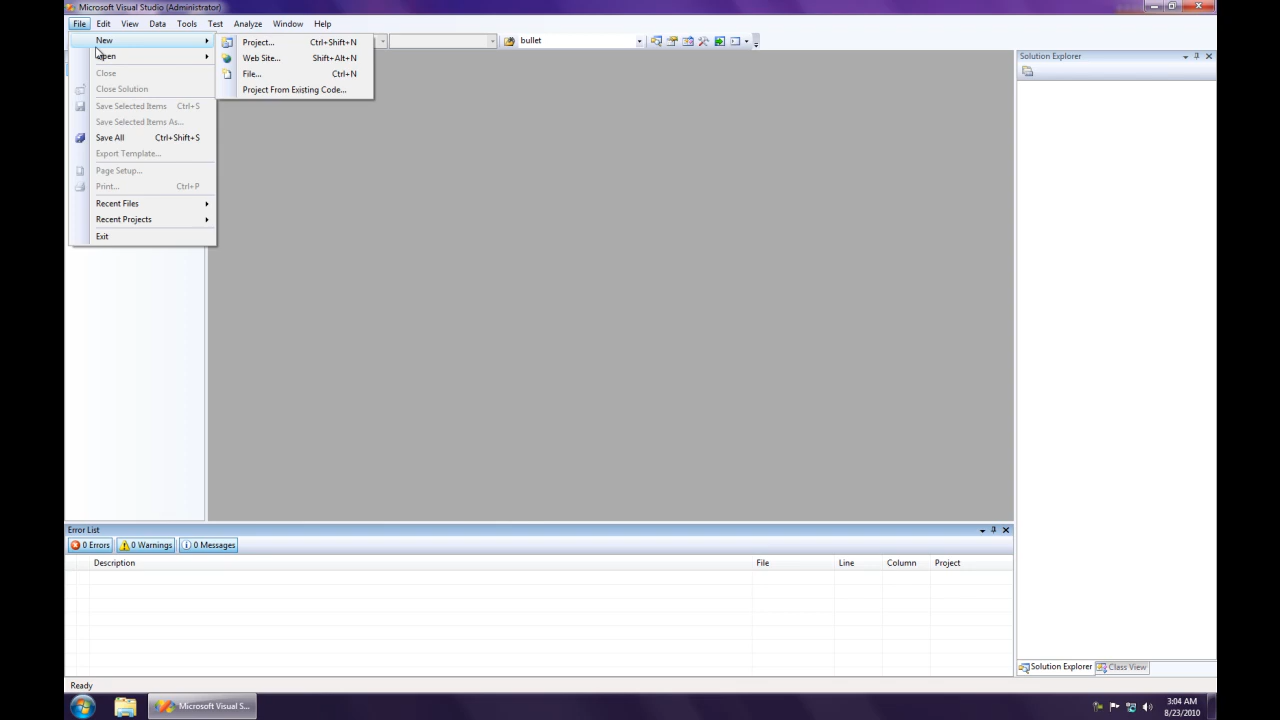 Microsoft Visual Studio (Administrator)
File Edit View Data Tools Test Analyze Window Help
bullet
New
Open
Close
Close Solution
Save Selected Items Ctrl+S
Save Selected Items As...
Save All Ctrl+Shift+S
Export Template...
Page Setup...
Print... Ctrl+P
Recent Files
Recent Projects
Exit
Project... Ctrl+Shift+N
Web Site... Shift+Alt+N
File... Ctrl+N
Project From Existing Code...
Solution Explorer
Error List
0 Errors 0 Warnings 0 Messages
Description File Line Column Project
Solution Explorer Class View
Ready
Microsoft Visual S...
3:04 AM
8/23/2010